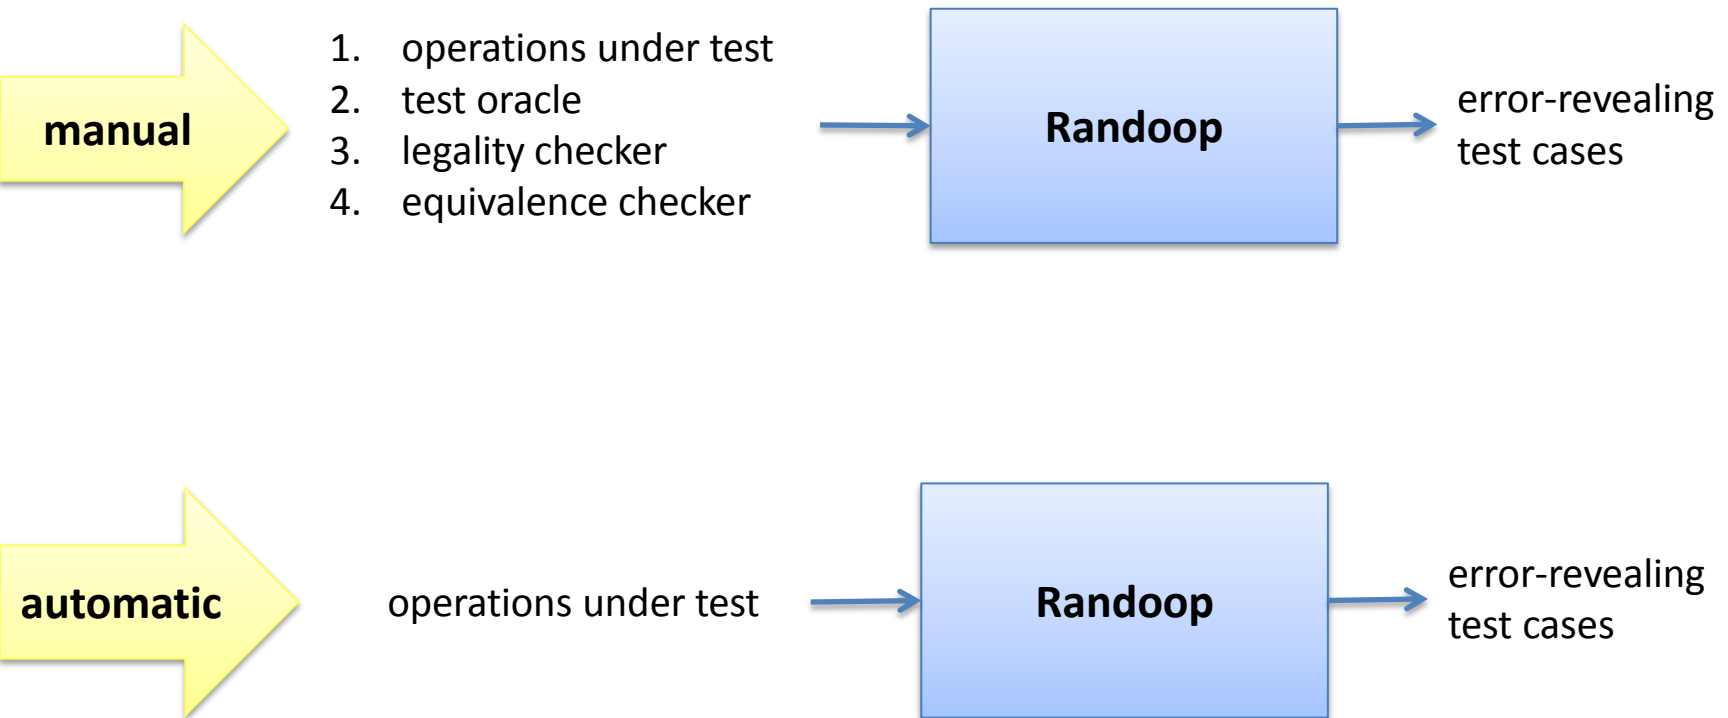 manual
1. operations under test
2. test oracle
3. legality checker
4. equivalence checker
Randoop
error-revealing
test cases
automatic
operations under test
Randoop
error-revealing
test cases